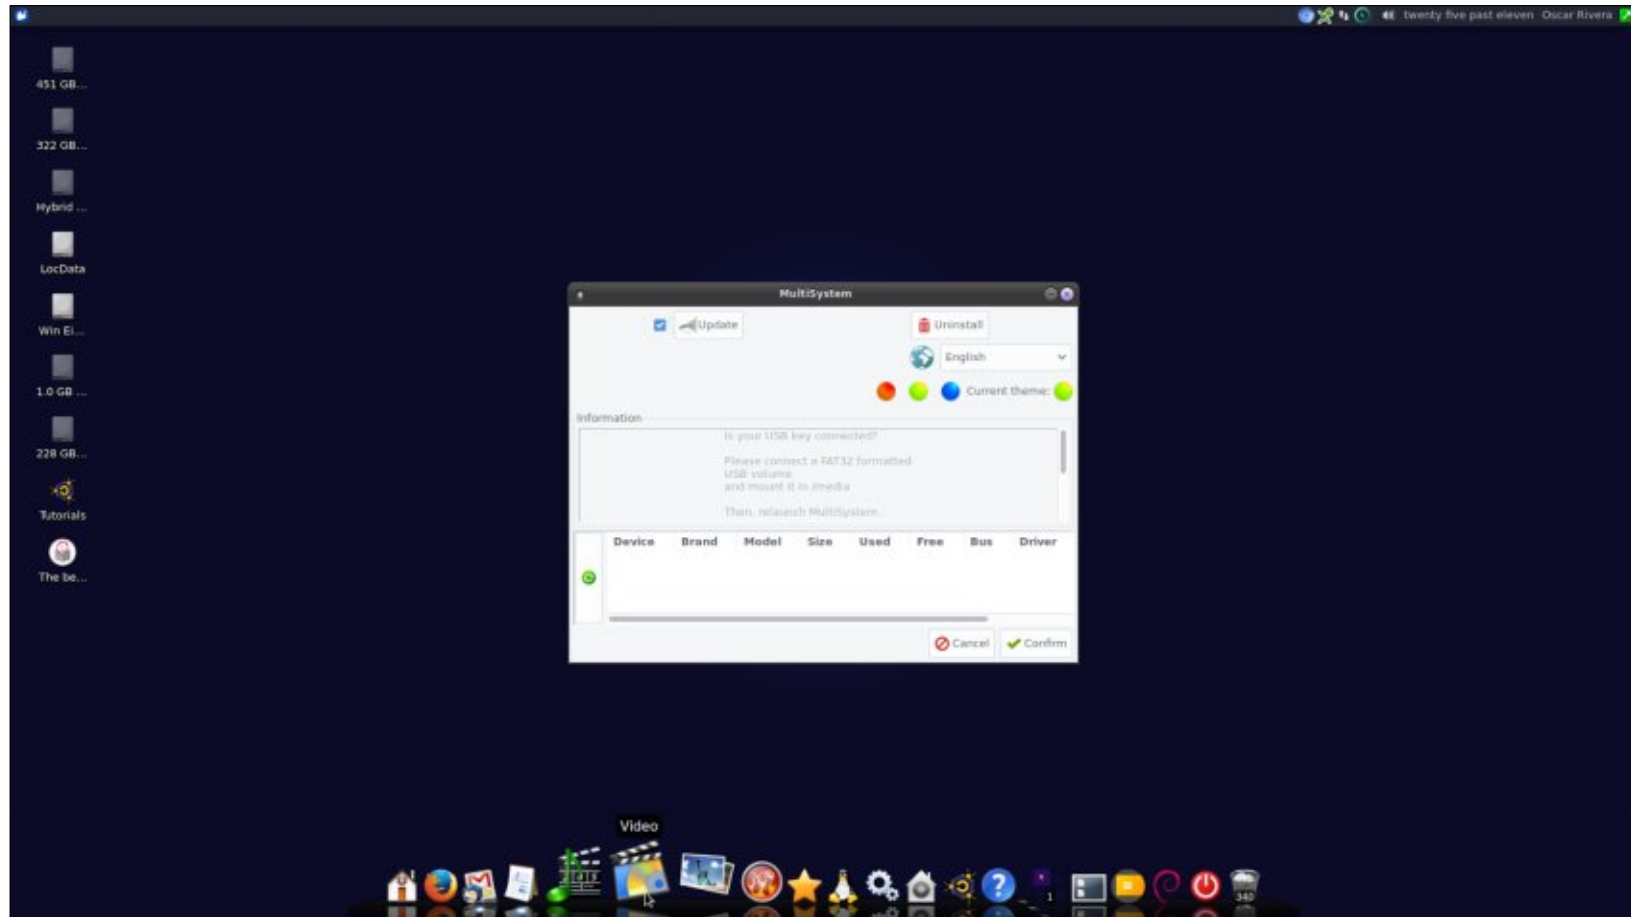 twenty five past eleven Oscar Rivera
451 GB...
322 GB...
Hybrid ...
LocData
Win Ei...
1.0 GB ...
228 GB...
Tutorials
The be...
MultiSystem
Update
Uninstall
English
Current theme:
Information
Is your USB key connected?
Please connect a FAT32 formatted
USB volume
and mount it in /media
Then, relaunch MultiSystem.
Device Brand Model Size Used Free Bus Driver
Cancel Confirm
Video
1
340